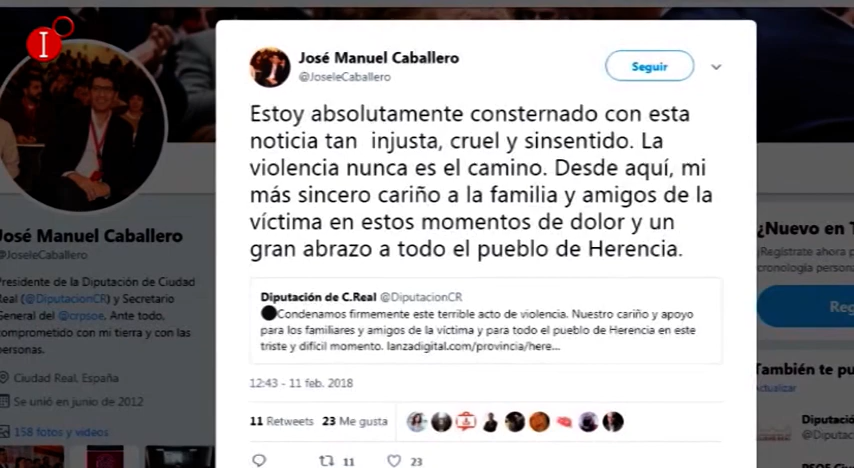 I
José Manuel Caballero
@JoseleCaballero
Seguir
Estoy absolutamente consternado con esta
noticia tan injusta, cruel y sinsentido. La
violencia nunca es el camino. Desde aquí, mi
más sincero cariño a la familia y amigos de la
víctima en estos momentos de dolor y un
gran abrazo a todo el pueblo de Herencia.
Diputación de C.Real @DiputacionCR
Condenamos firmemente este terrible acto de violencia. Nuestro cariño y apoyo
para los familiares y amigos de la víctima y para todo el pueblo de Herencia en este
triste y difícil momento. lanzadigital.com/provincia/here...
12:43 - 11 feb. 2018
11 Retweets 23 Me gusta
11 23
José Manuel Caballero
@JoseleCaballero
Presidente de la Diputación de Ciudad
Real (@DiputacionCR) y Secretario
General del @crpsoe. Ante todo,
comprometido con mi tierra y con las
personas.
Ciudad Real, España
Se unió en junio de 2012
158 fotos y videos
¿Nuevo en T
¡Regístrate ahora p
cronología persona
Reg
También te pu
Actualizar
Diputació
@Diputac